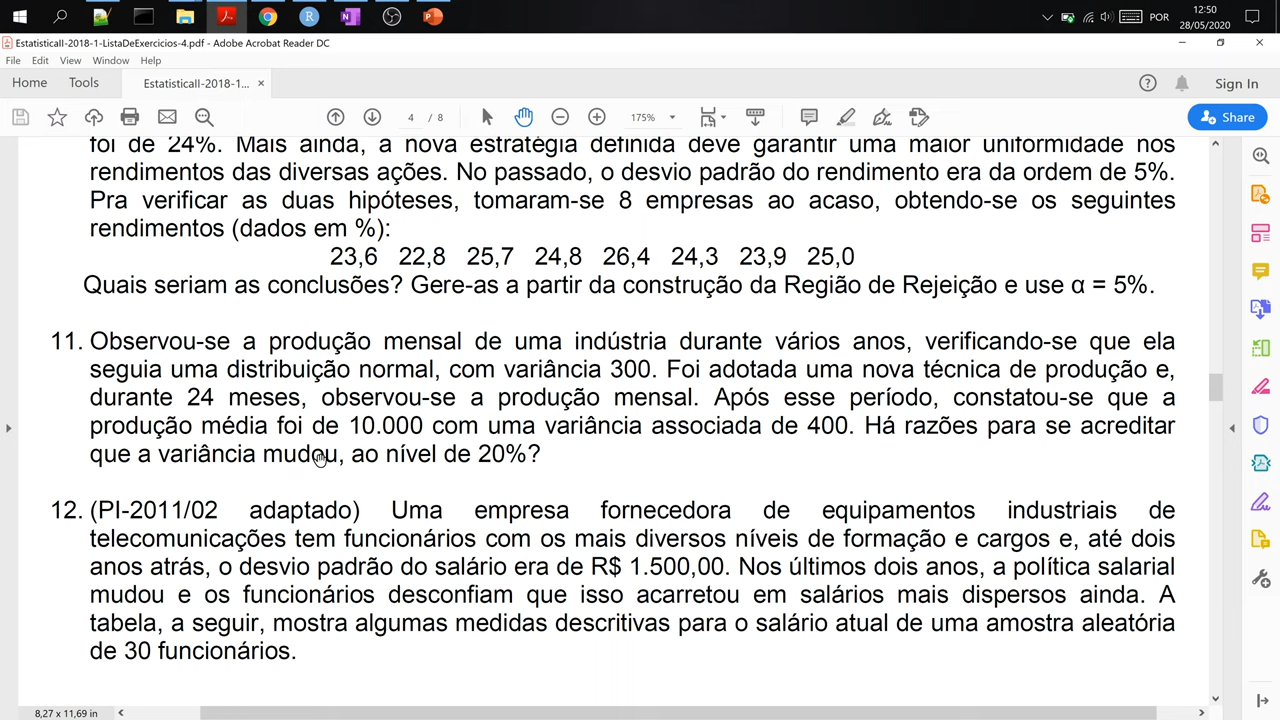 12:50
POR
28/05/2020
EstatisticaII-2018-1-ListaDeExercicios-4.pdf - Adobe Acrobat Reader DC
File Edit View Window Help
Home Tools EstatisticaII-2018-1... × Sign In
4 / 8 175% Share
foi de 24%. Mais ainda, a nova estratégia definida deve garantir uma maior uniformidade nos
rendimentos das diversas ações. No passado, o desvio padrão do rendimento era da ordem de 5%.
Pra verificar as duas hipóteses, tomaram-se 8 empresas ao acaso, obtendo-se os seguintes
rendimentos (dados em %):
23,6 22,8 25,7 24,8 26,4 24,3 23,9 25,0
Quais seriam as conclusões? Gere-as a partir da construção da Região de Rejeição e use α = 5%.
11. Observou-se a produção mensal de uma indústria durante vários anos, verificando-se que ela
seguia uma distribuição normal, com variância 300. Foi adotada uma nova técnica de produção e,
durante 24 meses, observou-se a produção mensal. Após esse período, constatou-se que a
produção média foi de 10.000 com uma variância associada de 400. Há razões para se acreditar
que a variância mudou, ao nível de 20%?
12. (PI-2011/02 adaptado) Uma empresa fornecedora de equipamentos industriais de
telecomunicações tem funcionários com os mais diversos níveis de formação e cargos e, até dois
anos atrás, o desvio padrão do salário era de R$ 1.500,00. Nos últimos dois anos, a política salarial
mudou e os funcionários desconfiam que isso acarretou em salários mais dispersos ainda. A
tabela, a seguir, mostra algumas medidas descritivas para o salário atual de uma amostra aleatória
de 30 funcionários.
8,27 x 11,69 in